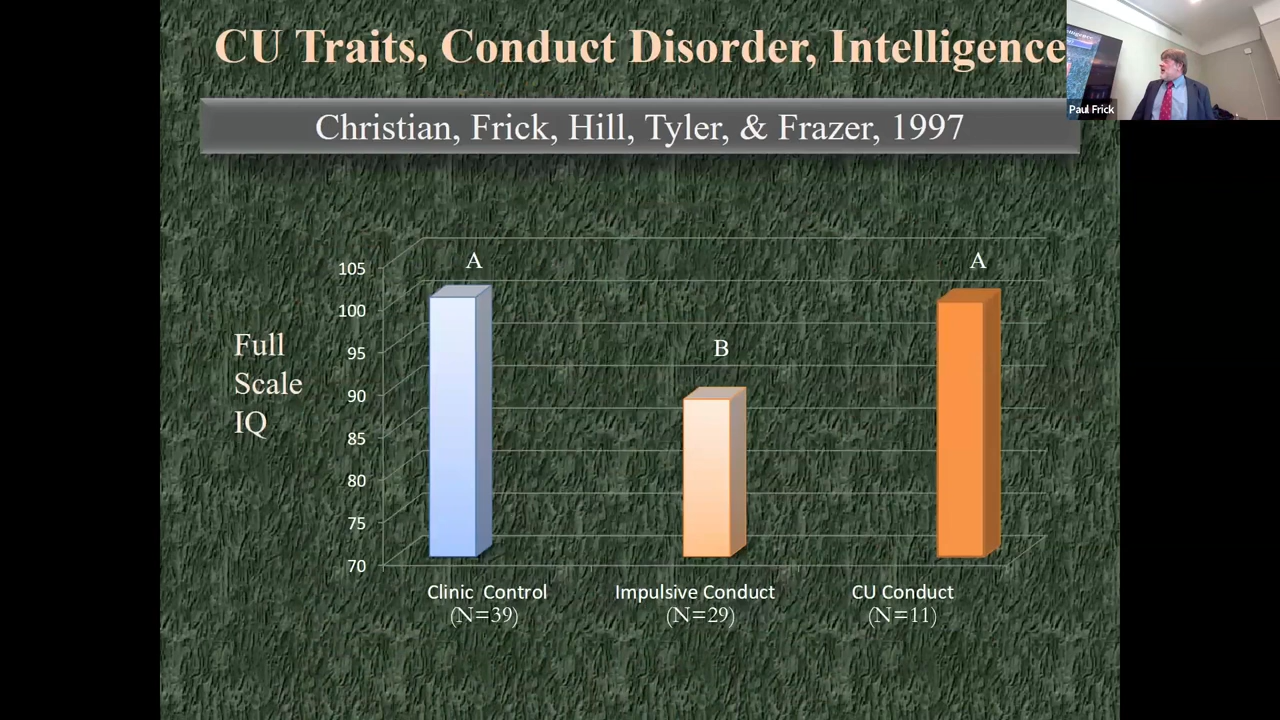 CU Traits, Conduct Disorder, Intelligence
Paul Frick
Christian, Frick, Hill, Tyler, & Frazer, 1997
A
B
A
105
100
95
90
85
80
75
70
Full
Scale
IQ
Clinic Control
(N=39)
Impulsive Conduct
(N=29)
CU Conduct
(N=11)